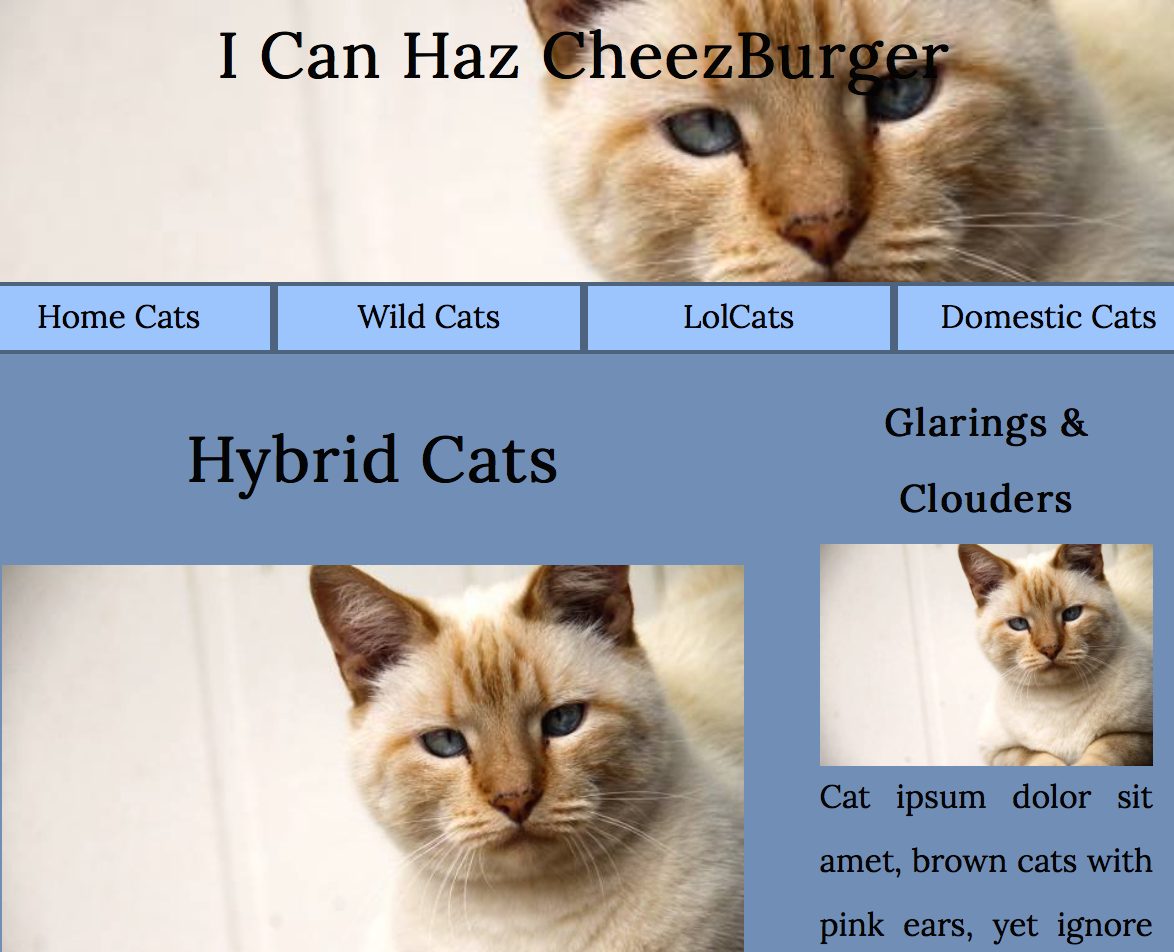 I Can Haz CheezBurger
Home Cats
Wild Cats
LolCats
Domestic Cats
Hybrid Cats
Glarings &
Clouders
Cat ipsum dolor sit
amet, brown cats with
pink ears, yet ignore